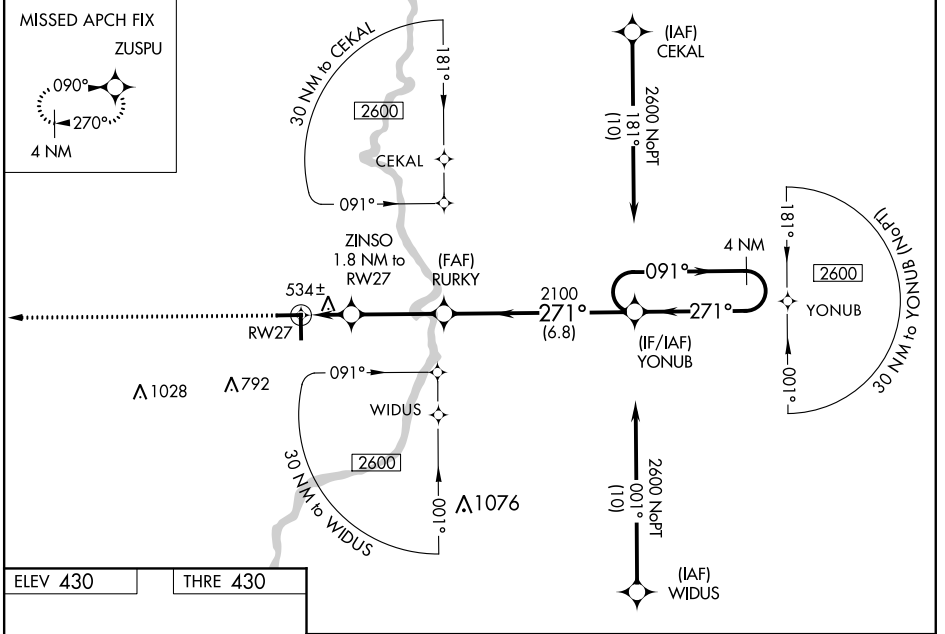 MISSED APCH FIX
ZUSPU
090°
270°
4 NM
30 NM to CEKAL
181°
2600
CEKAL
091°
(IAF)
CEKAL
2600 NoPT
181°
(10)
ZINSO
1.8 NM to
RW27
(FAF)
RURKY
534±
RW27
2100
271°
(6.8)
091°
4 NM
271°
(IF/IAF)
YONUB
181°
2600
YONUB
001°
30 NM to YONUB (NoPT)
1028
792
091°
WIDUS
2600
001°
30 NM to WIDUS
1076
2600 NoPT
001°
(10)
(IAF)
WIDUS
ELEV 430
THRE 430